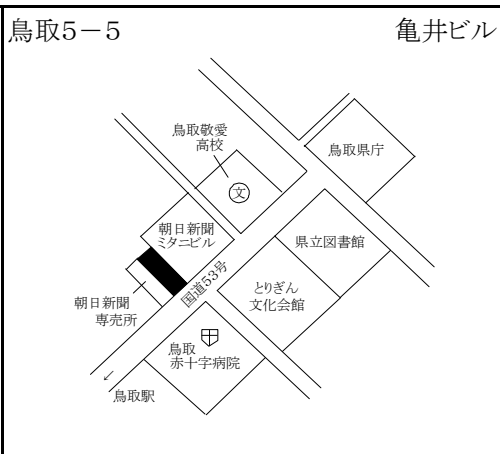 鳥取5−5
亀井ビル
鳥取敬愛
高校
文
鳥取県庁
朝日新聞
ミタニビル
県立図書館
国道53号
とりぎん
文化会館
朝日新聞
専売所
鳥取
赤十字病院
鳥取駅